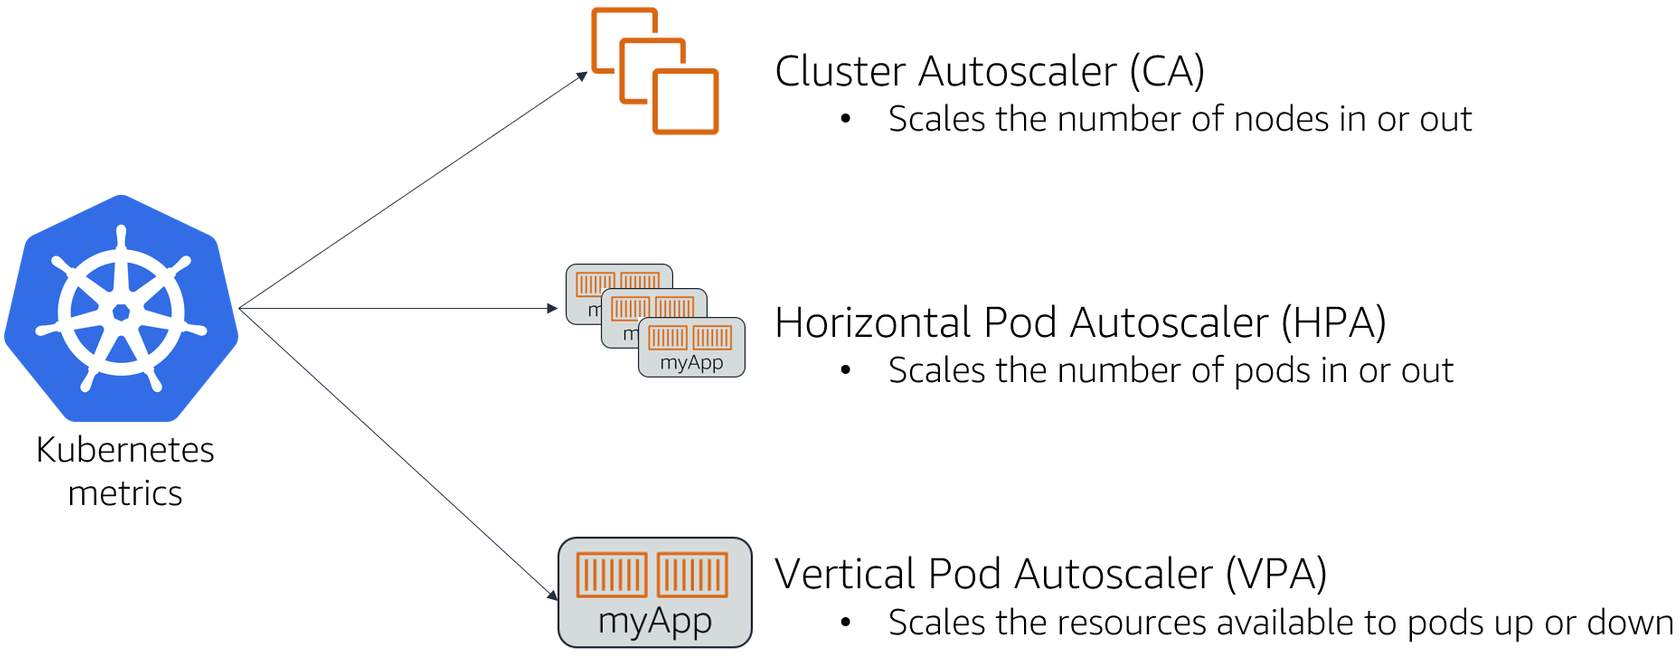 Cluster Autoscaler (CA)
• Scales the number of nodes in or out
m
m
myApp
Horizontal Pod Autoscaler (HPA)
• Scales the number of pods in or out
Kubernetes
metrics
myApp
Vertical Pod Autoscaler (VPA)
• Scales the resources available to pods up or down